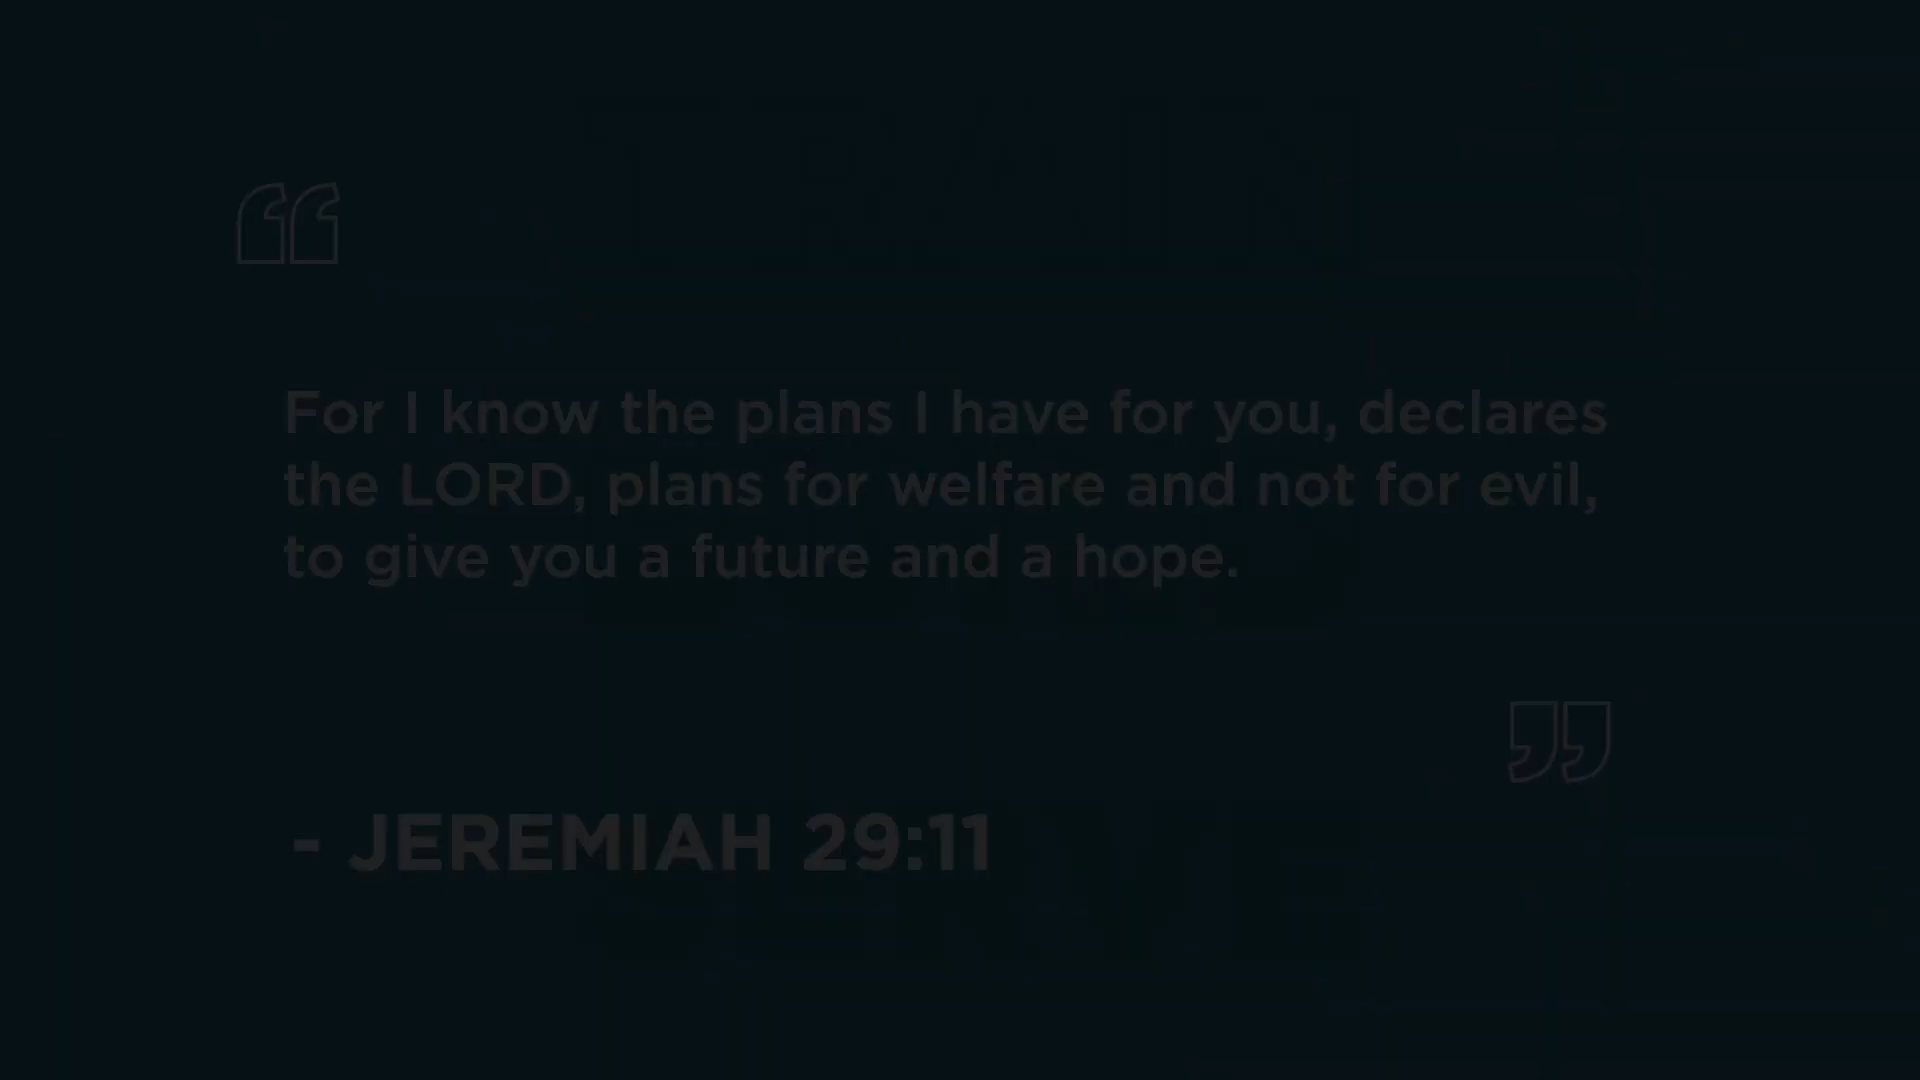 “
For I know the plans I have for you, declares
the LORD, plans for welfare and not for evil,
to give you a future and a hope.
”
- JEREMIAH 29:11